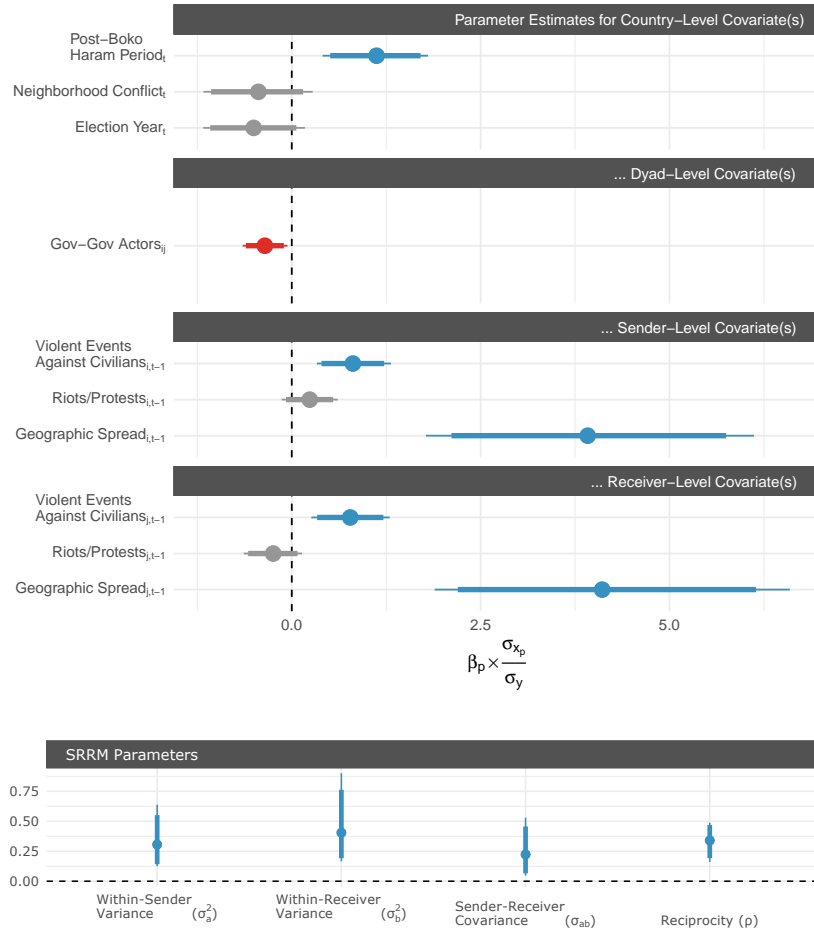 Parameter Estimates for Country−Level Covariate(s)
Post−Boko
Haram Periodₜ
Neighborhood Conflictₜ
Election Yearₜ
... Dyad−Level Covariate(s)
Gov−Gov Actorsᵢⱼ
... Sender−Level Covariate(s)
Violent Events
Against Civiliansᵢ,ₜ₋₁
Riots/Protestsᵢ,ₜ₋₁
Geographic Spreadᵢ,ₜ₋₁
... Receiver−Level Covariate(s)
Violent Events
Against Civiliansⱼ,ₜ₋₁
Riots/Protestsⱼ,ₜ₋₁
Geographic Spreadⱼ,ₜ₋₁
0.0 2.5 5.0
βₚ × σₓₚ / σᵧ
SRRM Parameters
0.75
0.50
0.25
0.00
Within-Sender
Variance (σₐ²)
Within-Receiver
Variance (σ_b²)
Sender-Receiver
Covariance (σ_ab)
Reciprocity (ρ)